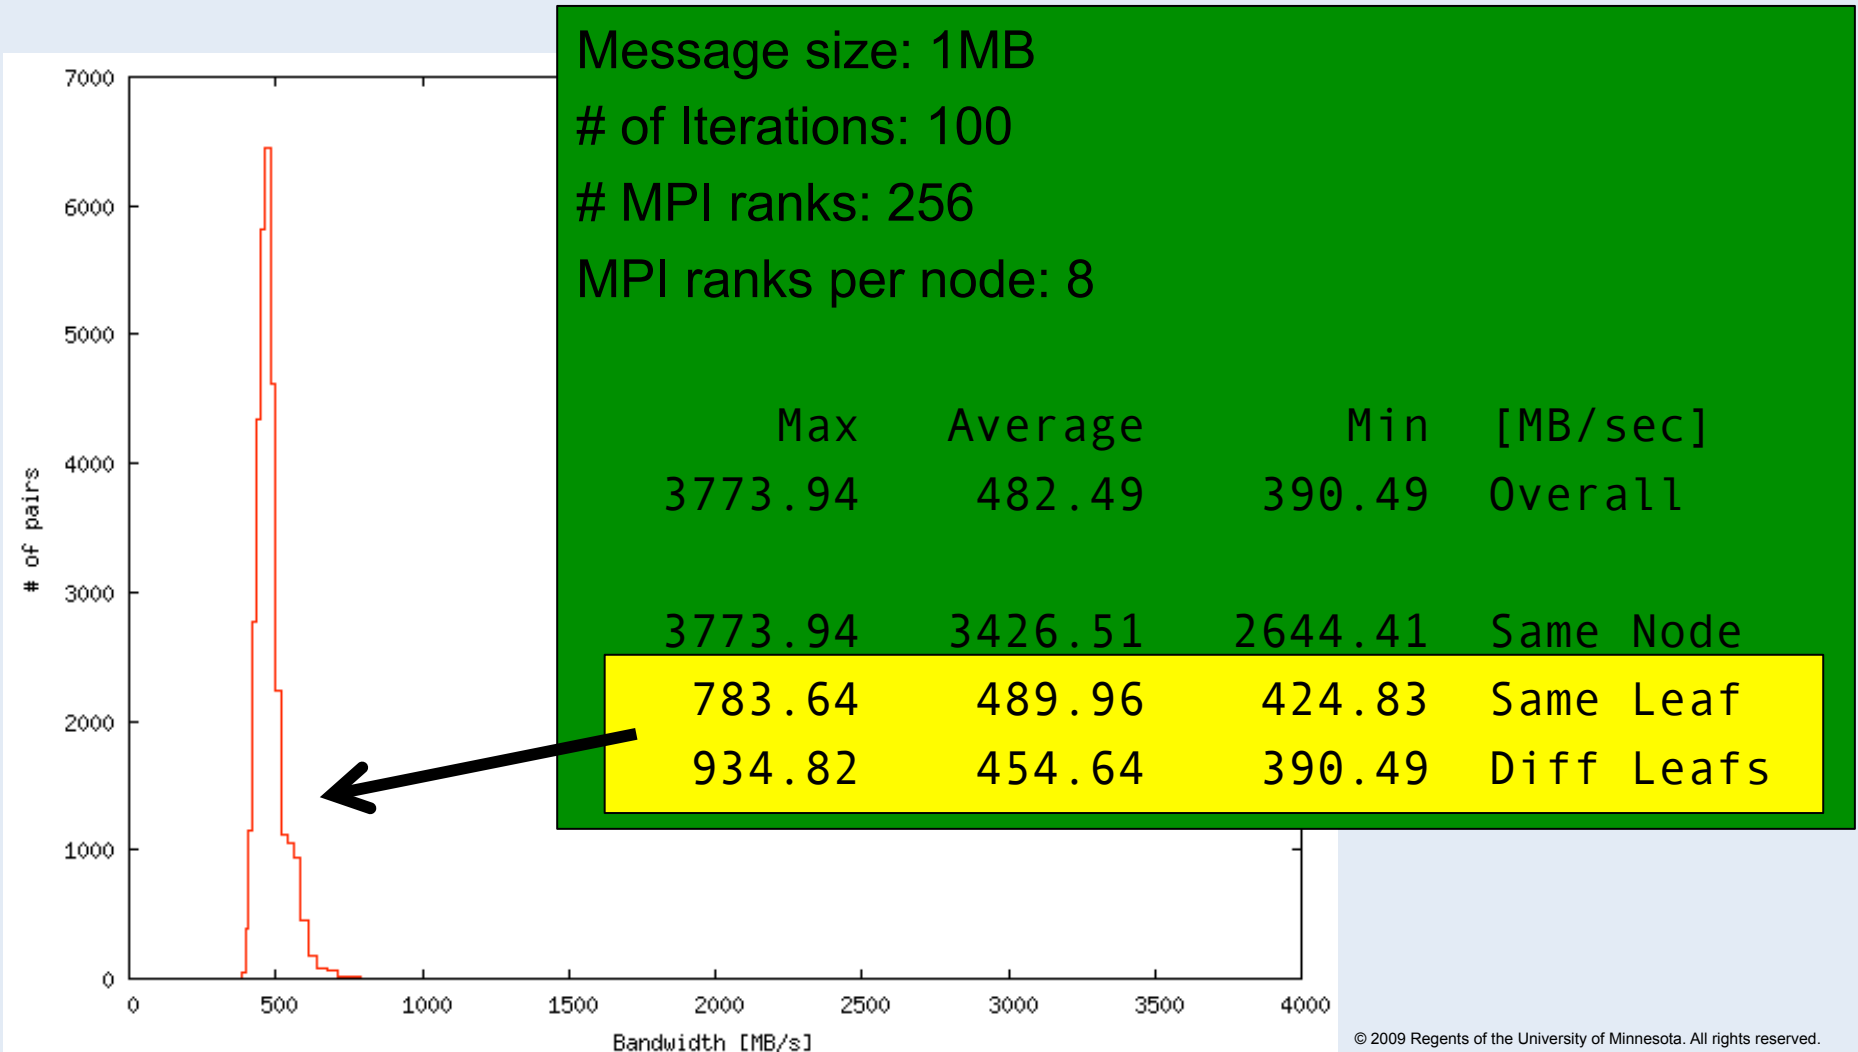 Message size: 1MB
# of Iterations: 100
# MPI ranks: 256
MPI ranks per node: 8
Max Average Min [MB/sec]
3773.94 482.49 390.49 Overall
3773.94 3426.51 2644.41 Same Node
783.64 489.96 424.83 Same Leaf
934.82 454.64 390.49 Diff Leafs
7000
6000
5000
4000
3000
2000
1000
0
# of pairs
0 500 1000 1500 2000 2500 3000 3500 4000
Bandwidth [MB/s]
© 2009 Regents of the University of Minnesota. All rights reserved.